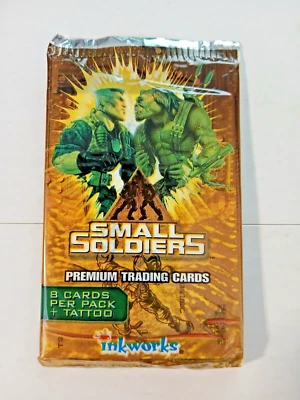 SMALL
SOLDIERS
PREMIUM TRADING CARDS
8 CARDS
PER PACK
+ TATTOO
inkworks